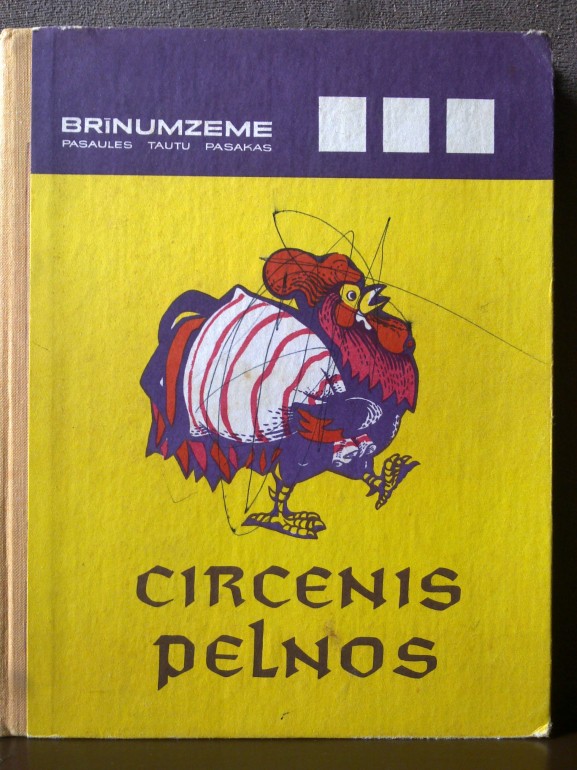 BRĪNUMZEME
PASAULES TAUTU PASAKAS
CIRCENIS
PELNOS